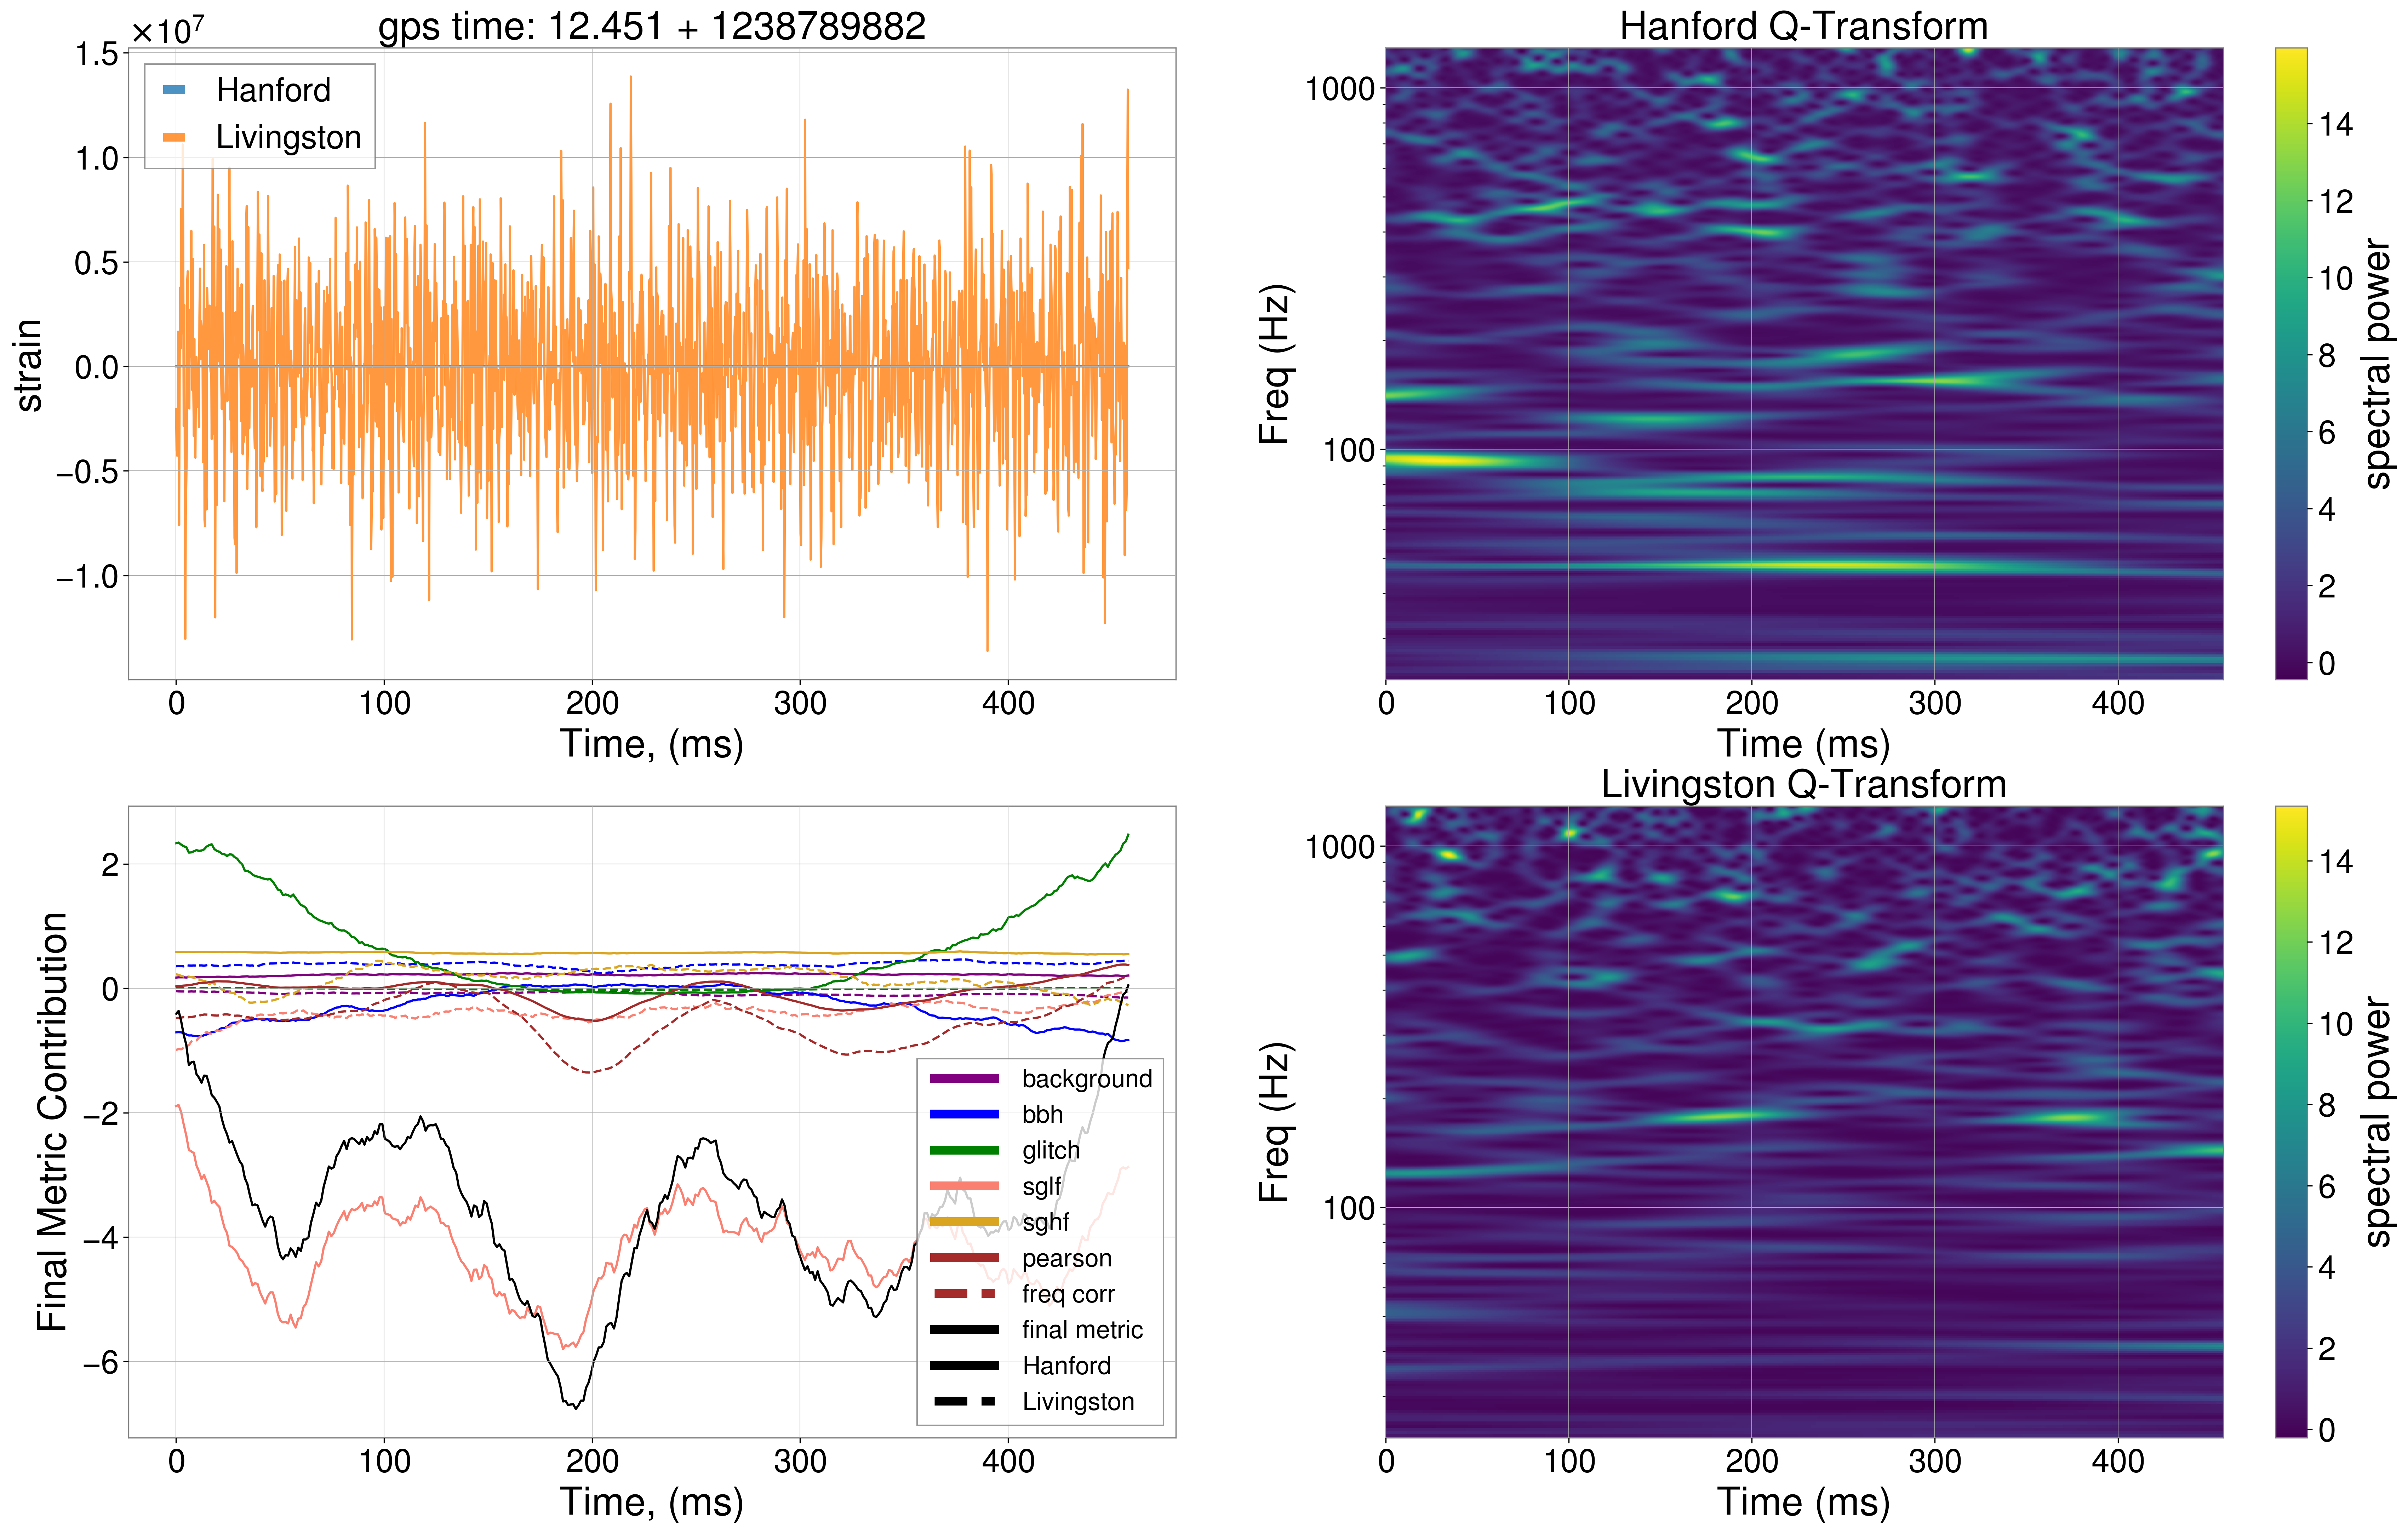 gps time: 12.451 + 1238789882
×10⁷
1.5
1.0
0.5
0.0
−0.5
−1.0
strain
Hanford
Livingston
0 100 200 300 400
Time, (ms)
Hanford Q-Transform
1000
100
Freq (Hz)
0 100 200 300 400
Time (ms)
14
12
10
8
6
4
2
0
spectral power
2
0
−2
−4
−6
Final Metric Contribution
background
bbh
glitch
sglf
sghf
pearson
freq corr
final metric
Hanford
Livingston
0 100 200 300 400
Time, (ms)
Livingston Q-Transform
1000
100
Freq (Hz)
0 100 200 300 400
Time (ms)
14
12
10
8
6
4
2
0
spectral power